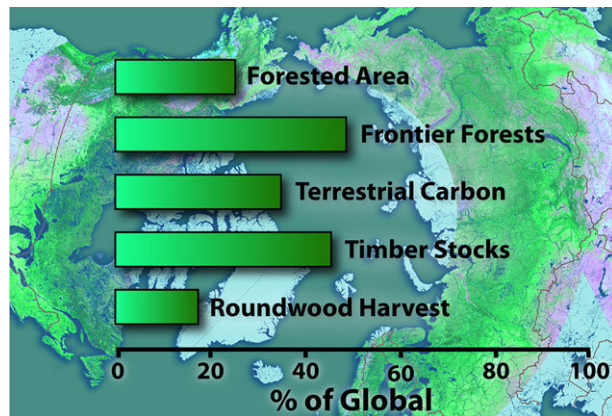 Forested Area
Frontier Forests
Terrestrial Carbon
Timber Stocks
Roundwood Harvest
0 20 40 60 80 100
% of Global